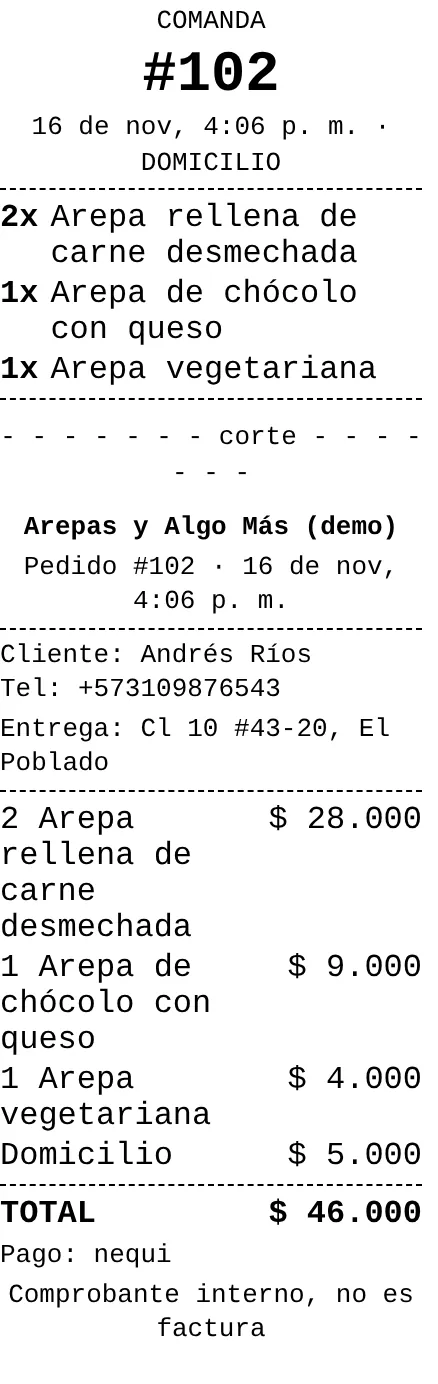 COMANDA
#102
16 de nov, 4:06 p. m. ·
DOMICILIO
2x Arepa rellena de
carne desmechada
1x Arepa de chócolo
con queso
1x Arepa vegetariana
- - - - - - - corte - - - -
- - -
Arepas y Algo Más (demo)
Pedido #102 · 16 de nov,
4:06 p. m.
Cliente: Andrés Ríos
Tel: +573109876543
Entrega: Cl 10 #43-20, El
Poblado
2 Arepa $ 28.000
rellena de
carne
desmechada
1 Arepa de $ 9.000
chócolo con
queso
1 Arepa $ 4.000
vegetariana
Domicilio $ 5.000
TOTAL $ 46.000
Pago: nequi
Comprobante interno, no es
factura